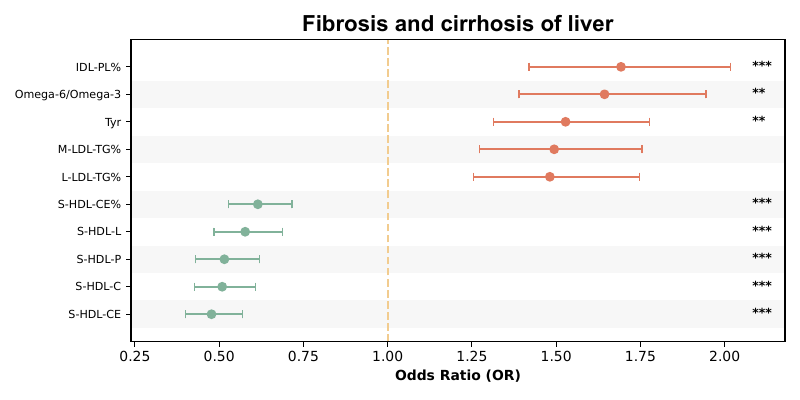 Fibrosis and cirrhosis of liver
IDL-PL% ***
Omega-6/Omega-3 **
Tyr **
M-LDL-TG%
L-LDL-TG%
S-HDL-CE% ***
S-HDL-L ***
S-HDL-P ***
S-HDL-C ***
S-HDL-CE ***
0.25 0.50 0.75 1.00 1.25 1.50 1.75 2.00
Odds Ratio (OR)